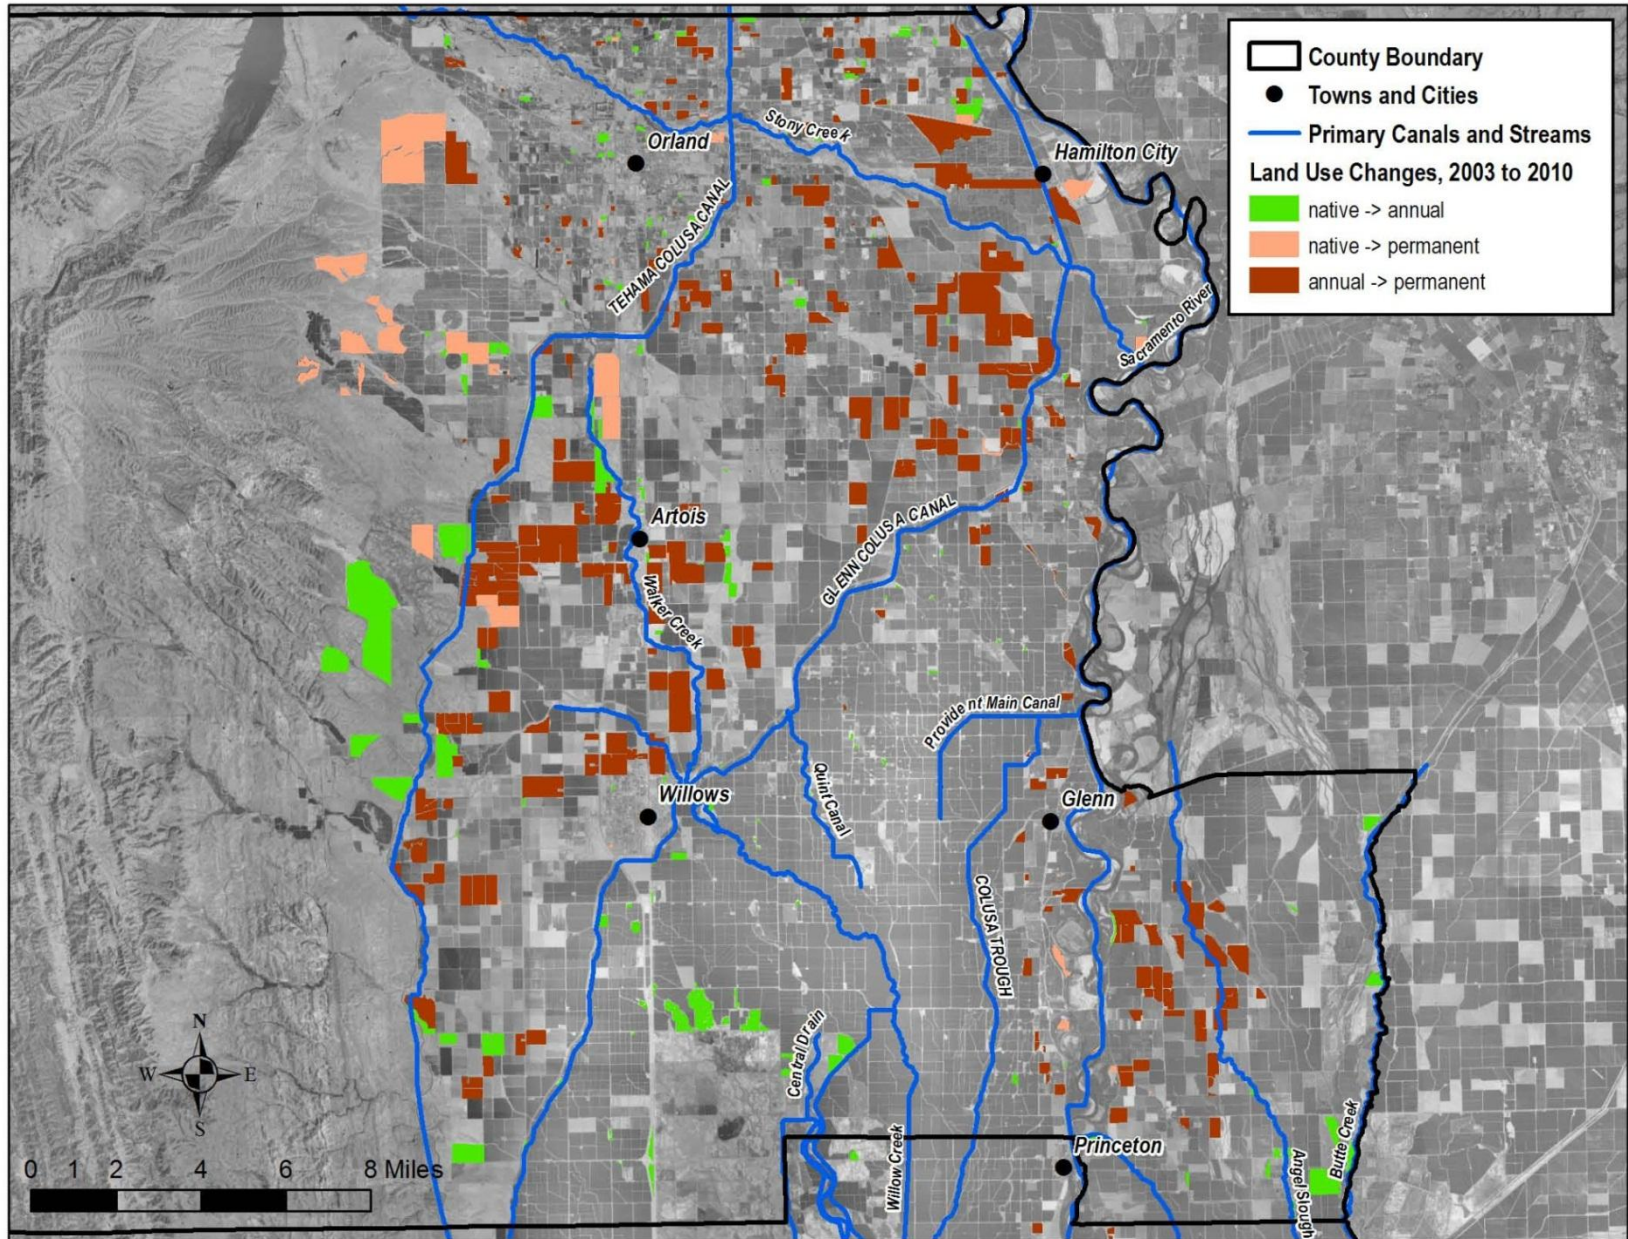 County Boundary
Towns and Cities
Primary Canals and Streams
Land Use Changes, 2003 to 2010
native -> annual
native -> permanent
annual -> permanent
Stony Creek
Orland
Hamilton City
TEHAMA COLUSA CANAL
Sacramento River
Artois
GLENN COLUSA CANAL
Walker Creek
Provident Main Canal
Willows
Quint Canal
Glenn
COLUSA TROUGH
Central Drain
Willow Creek
Princeton
Angel Slough
Butte Creek
N
W E
S
0 1 2 4 6 8 Miles